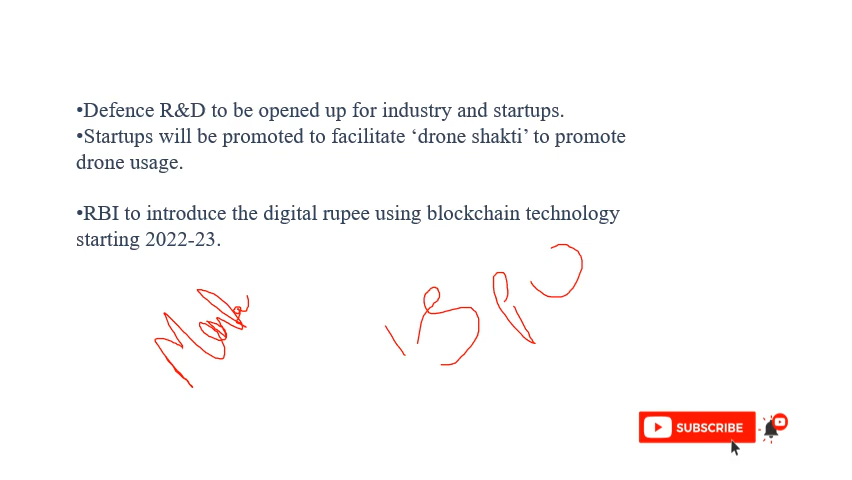 •Defence R&D to be opened up for industry and startups.
•Startups will be promoted to facilitate ‘drone shakti’ to promote
drone usage.
•RBI to introduce the digital rupee using blockchain technology
starting 2022-23.
SUBSCRIBE